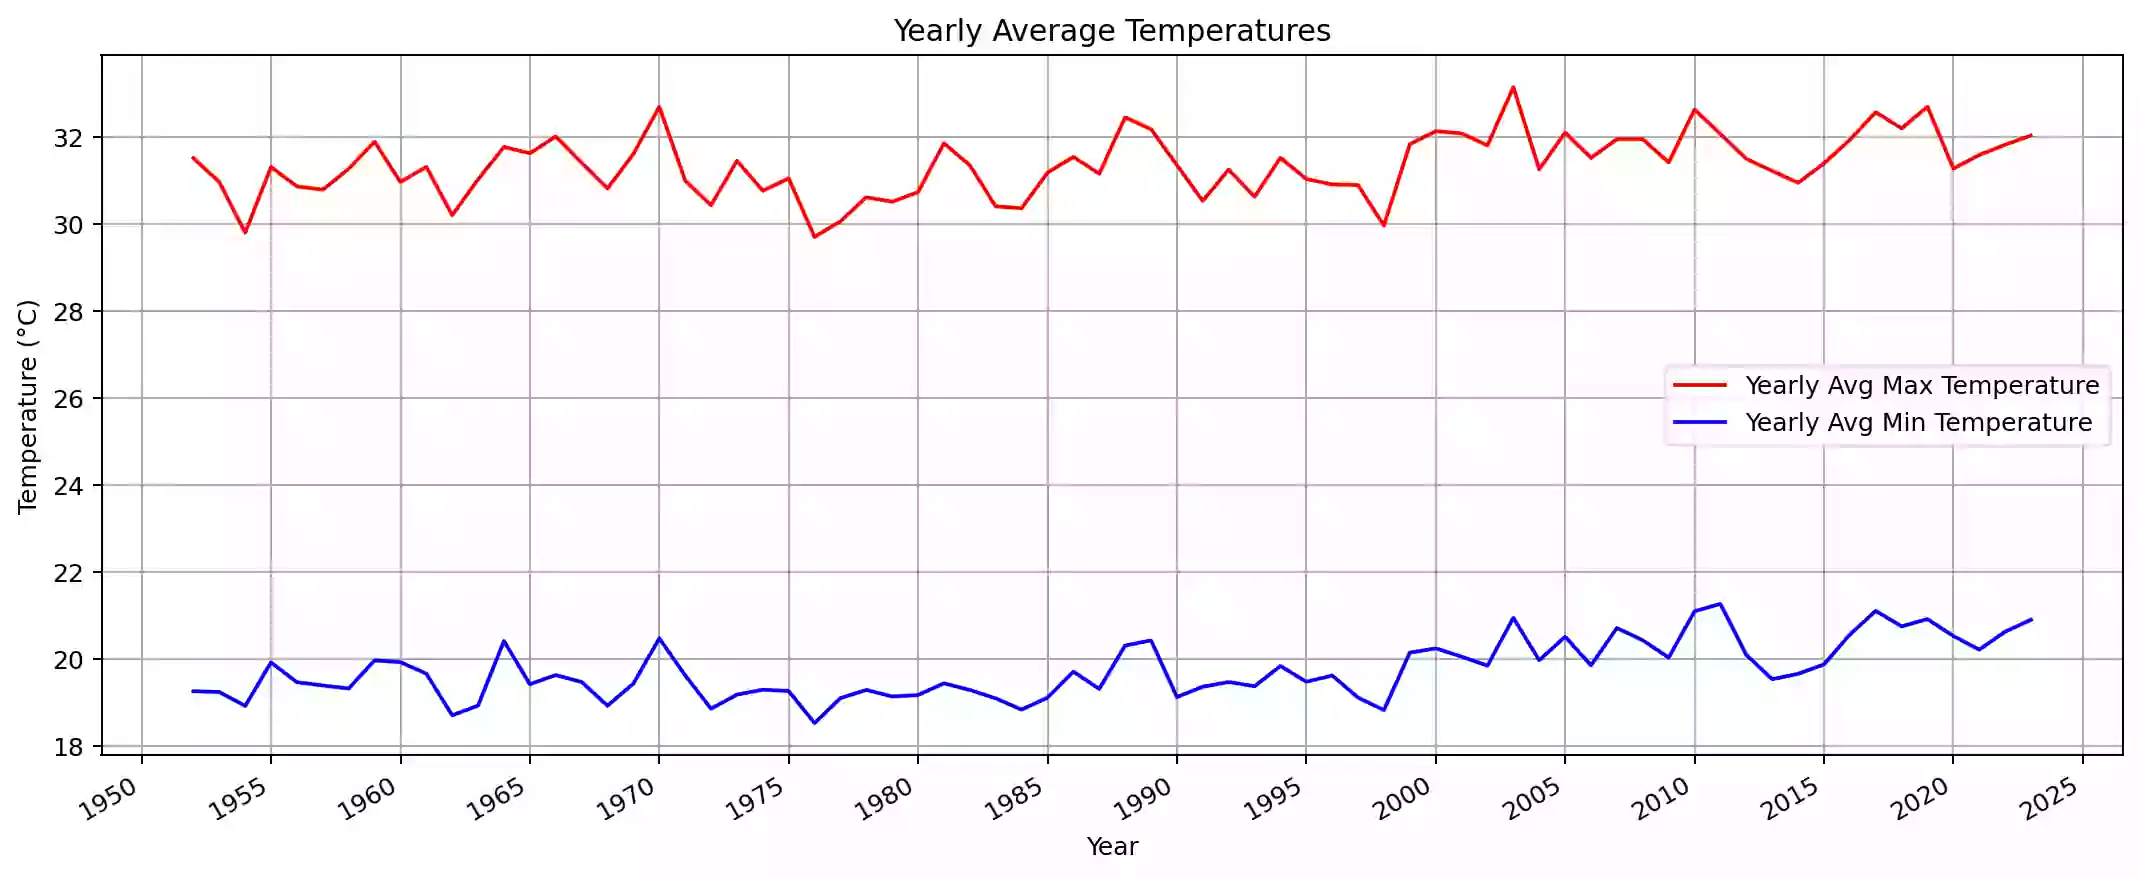 Yearly Average Temperatures
Temperature (°C)
32
30
28
26
24
22
20
18
Yearly Avg Max Temperature
Yearly Avg Min Temperature
1950 1955 1960 1965 1970 1975 1980 1985 1990 1995 2000 2005 2010 2015 2020 2025
Year